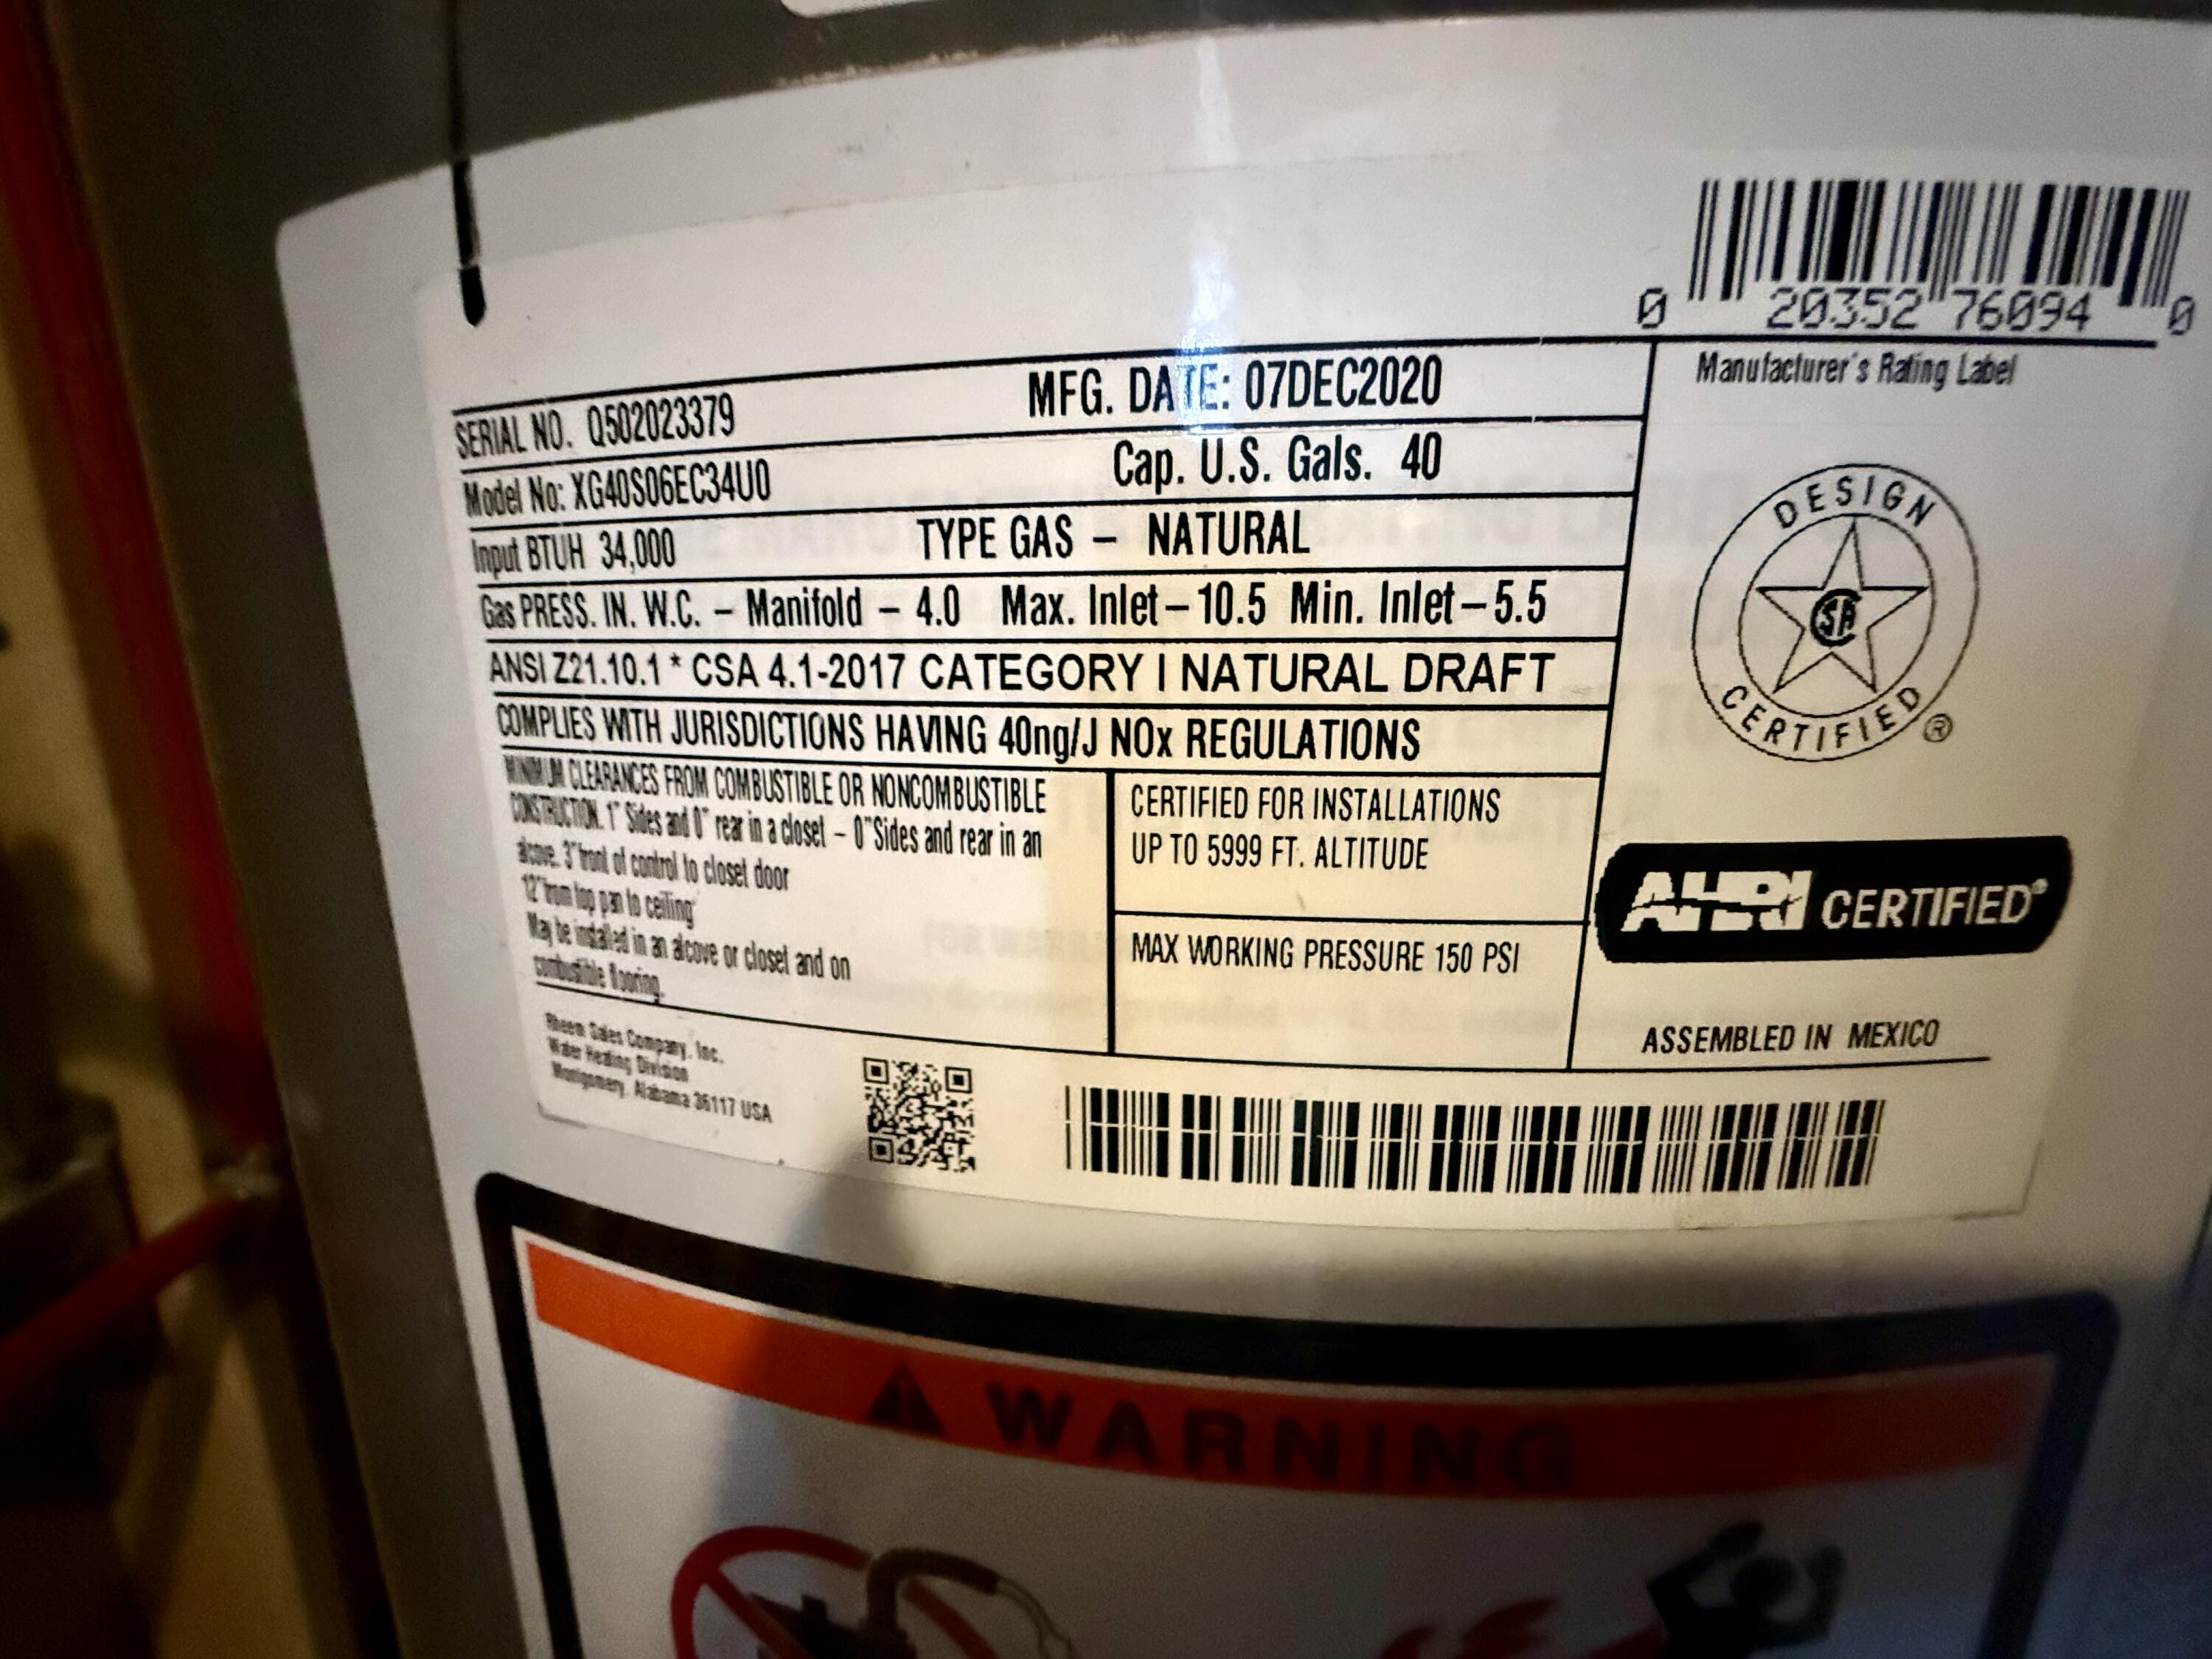 0 20352 76094 0
Manufacturer's Rating Label
SERIAL NO. Q502023379 MFG. DATE: 07DEC2020
Model No: XG40S06EC34U0 Cap. U.S. Gals. 40
Input BTUH 34,000 TYPE GAS – NATURAL
Gas PRESS. IN. W.C. – Manifold – 4.0 Max. Inlet – 10.5 Min. Inlet – 5.5
ANSI Z21.10.1 * CSA 4.1-2017 CATEGORY I NATURAL DRAFT
COMPLIES WITH JURISDICTIONS HAVING 40ng/J NOx REGULATIONS
MINIMUM CLEARANCES FROM COMBUSTIBLE OR NONCOMBUSTIBLE
CONSTRUCTION. 1" Sides and 0" rear in a closet – 0" Sides and rear in an
alcove. 3" front of control to closet door
12" from top pan to ceiling
May be installed in an alcove or closet and on
combustible flooring.
CERTIFIED FOR INSTALLATIONS
UP TO 5999 FT. ALTITUDE
MAX WORKING PRESSURE 150 PSI
DESIGN
SA
CERTIFIED ®
AHRI CERTIFIED®
ASSEMBLED IN MEXICO
Rheem Sales Company, Inc.
Water Heating Division
Montgomery, Alabama 36117 USA
WARNING